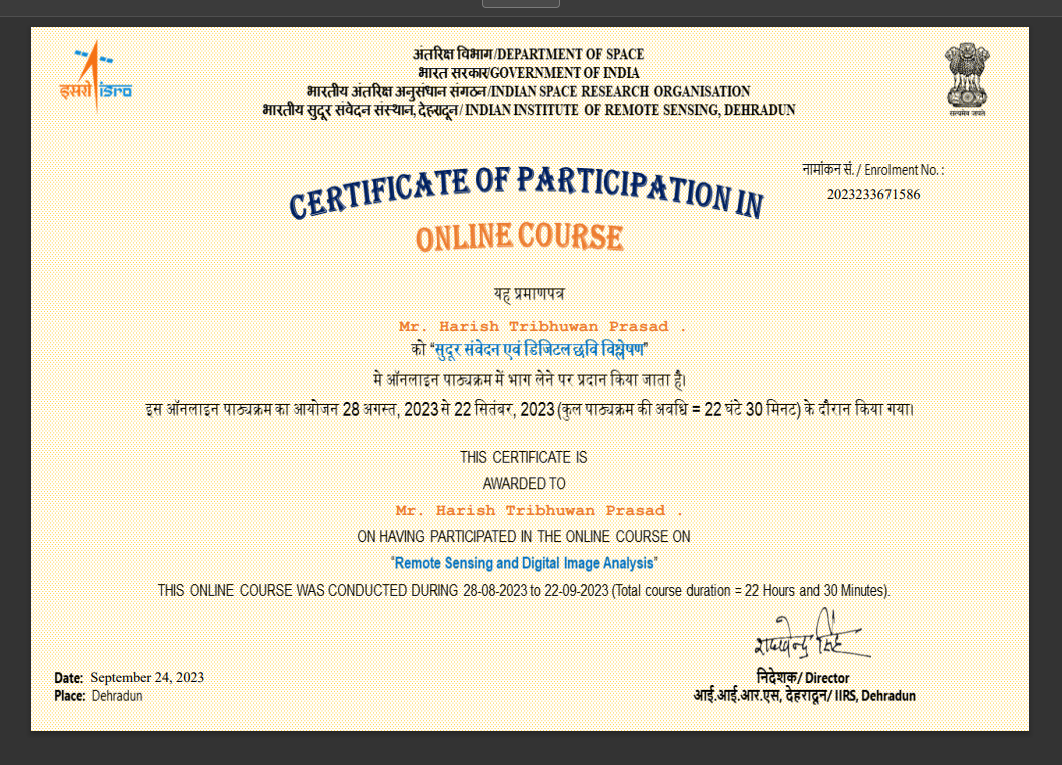 इसरो isro
अंतरिक्ष विभाग/DEPARTMENT OF SPACE
भारत सरकार/GOVERNMENT OF INDIA
भारतीय अंतरिक्ष अनुसंधान संगठन/INDIAN SPACE RESEARCH ORGANISATION
भारतीय सुदूर संवेदन संस्थान, देहरादून/ INDIAN INSTITUTE OF REMOTE SENSING, DEHRADUN
सत्यमेव जयते
नामांकन सं. / Enrollment No. :
2023233671586
CERTIFICATE OF PARTICIPATION IN
ONLINE COURSE
यह प्रमाणपत्र
Mr. Harish Tribhuwan Prasad .
को “सुदूर संवेदन एवं डिजिटल छवि विश्लेषण”
मे ऑनलाइन पाठ्यक्रम में भाग लेने पर प्रदान किया जाता है।
इस ऑनलाइन पाठ्यक्रम का आयोजन 28 अगस्त, 2023 से 22 सितंबर, 2023 (कुल पाठ्यक्रम की अवधि = 22 घंटे 30 मिनट) के दौरान किया गया।
THIS CERTIFICATE IS
AWARDED TO
Mr. Harish Tribhuwan Prasad .
ON HAVING PARTICIPATED IN THE ONLINE COURSE ON
“Remote Sensing and Digital Image Analysis”
THIS ONLINE COURSE WAS CONDUCTED DURING 28-08-2023 to 22-09-2023 (Total course duration = 22 Hours and 30 Minutes).
Date: September 24, 2023
Place: Dehradun
निदेशक/ Director
आई.आई.आर.एस, देहरादून/ IIRS, Dehradun